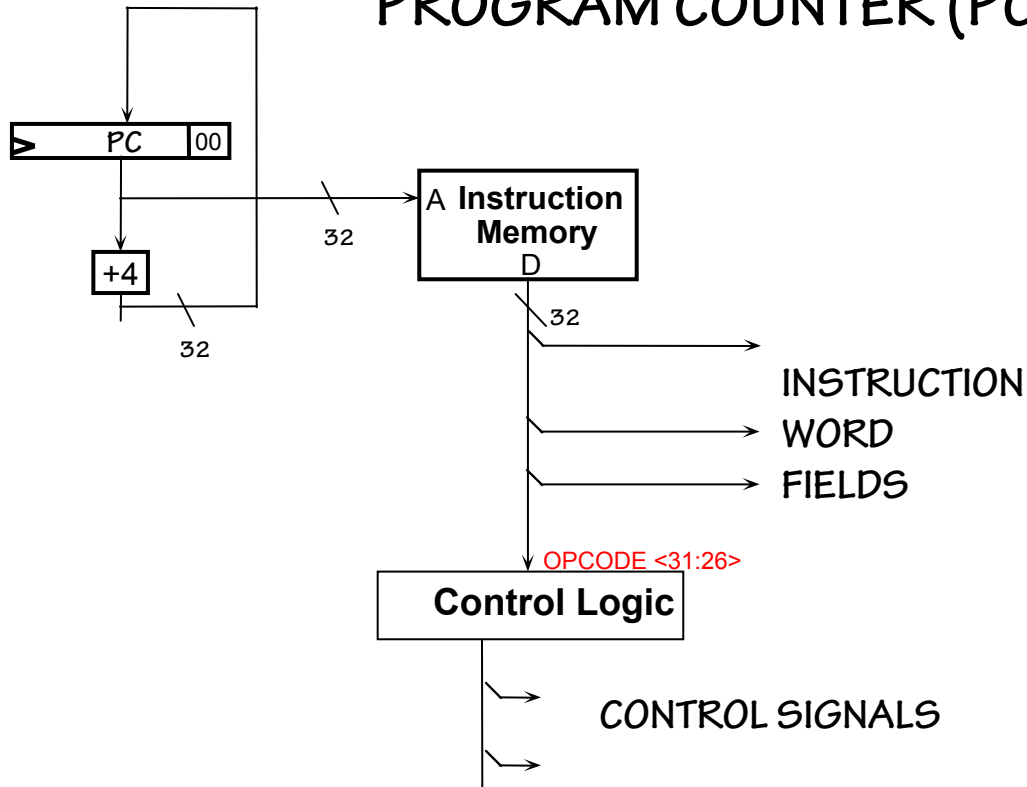 PROGRAM COUNTER (PC
PC 00
A Instruction
Memory
D
32
+4
32
32
INSTRUCTION
WORD
FIELDS
OPCODE <31:26>
Control Logic
CONTROL SIGNALS